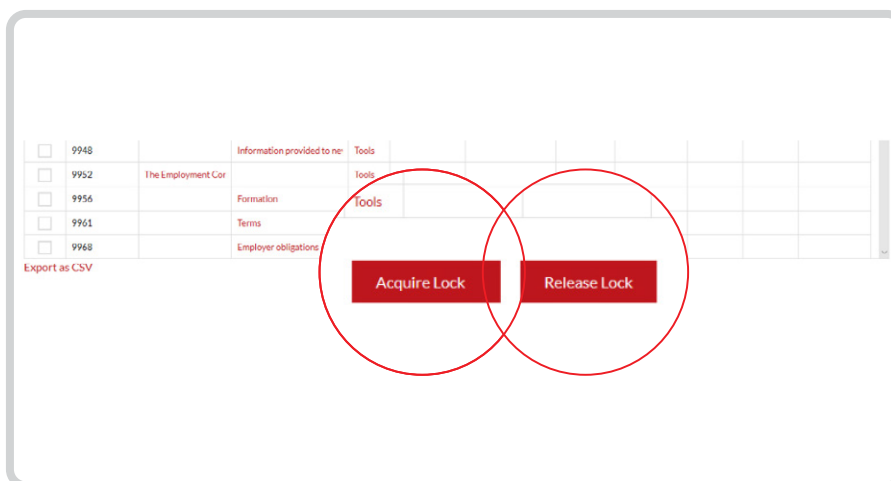 9948 Information provided to ne Tools
9952 The Employment Cor Tools
9956 Formation Tools
9961 Terms
9968 Employer obligations
Export as CSV
Acquire Lock Release Lock